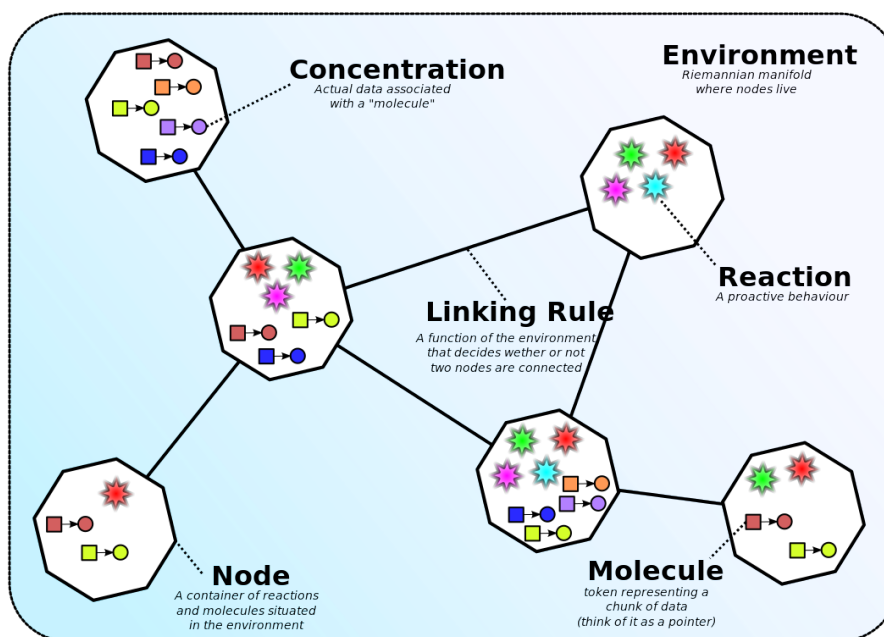 Concentration
Actual data associated
with a "molecule"
Environment
Riemannian manifold
where nodes live
Reaction
A proactive behaviour
Linking Rule
A function of the environment
that decides wether or not
two nodes are connected
Node
A container of reactions
and molecules situated
in the environment
Molecule
token representing a
chunk of data
(think of it as a pointer)